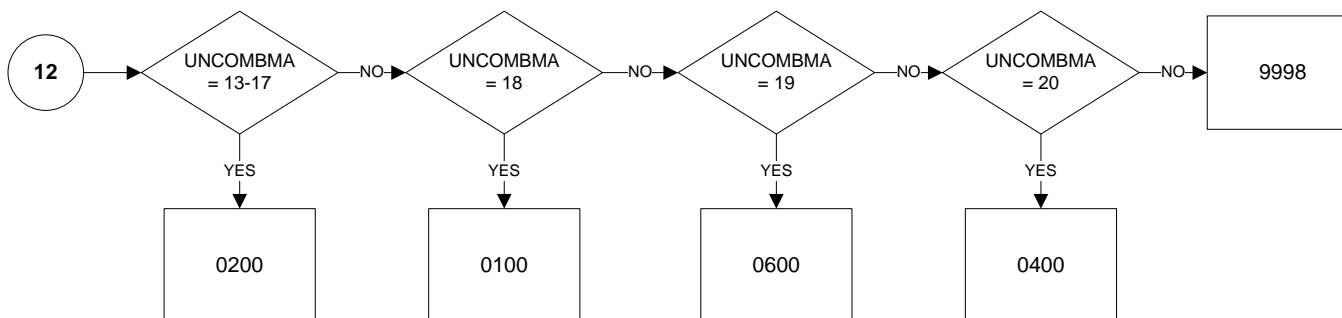 12
UNCOMBMA
= 13-17
NO
UNCOMBMA
= 18
NO
UNCOMBMA
= 19
NO
UNCOMBMA
= 20
NO
9998
YES
YES
YES
YES
0200
0100
0600
0400